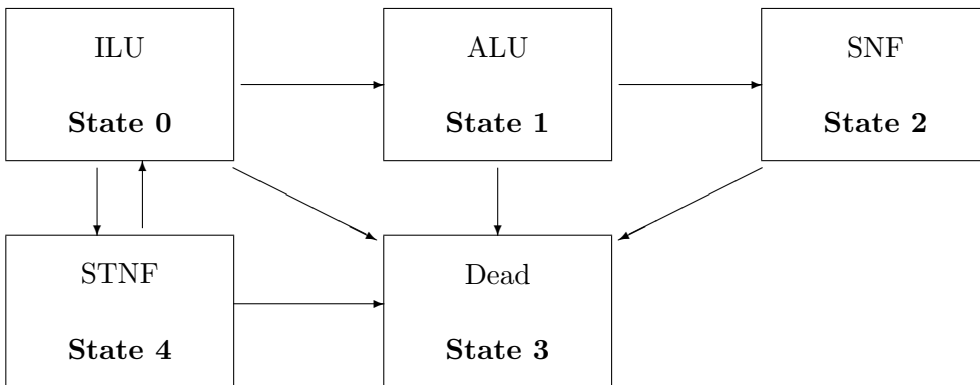 ILU
State 0
ALU
State 1
SNF
State 2
STNF
State 4
Dead
State 3